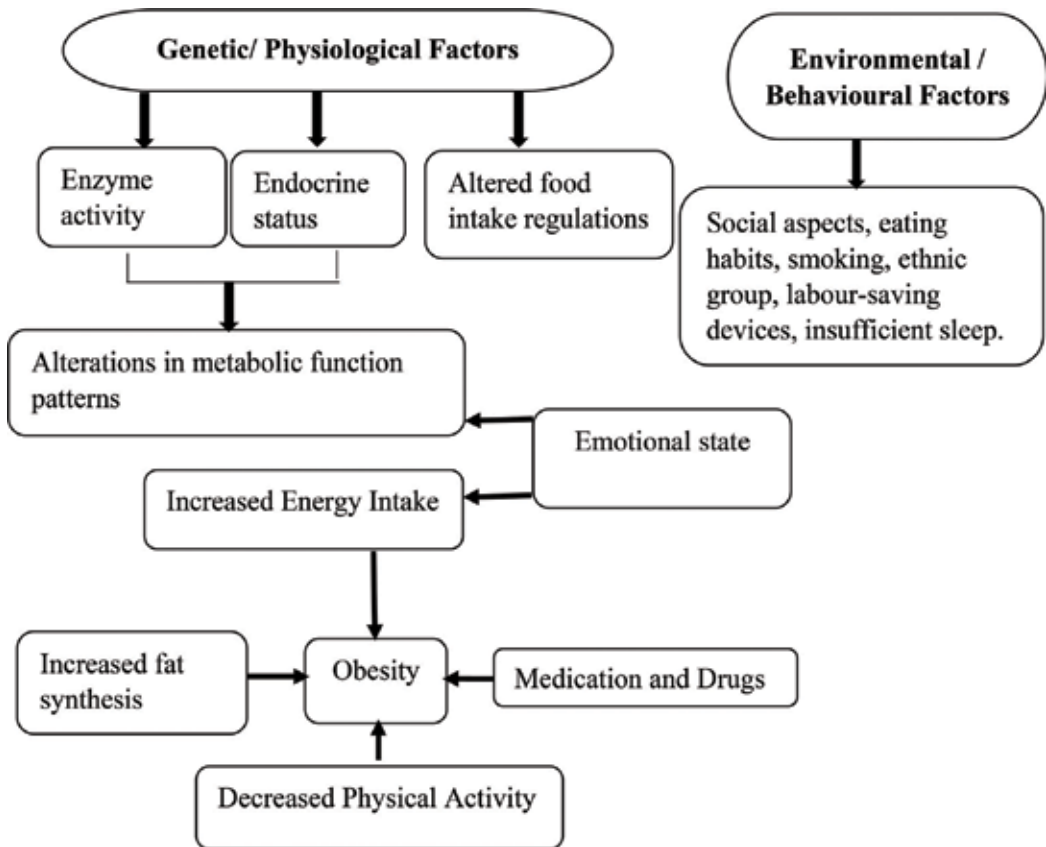 Genetic/ Physiological Factors
Environmental /
Behavioural Factors
Enzyme
activity
Endocrine
status
Altered food
intake regulations
Social aspects, eating
habits, smoking, ethnic
group, labour-saving
devices, insufficient sleep.
Alterations in metabolic function
patterns
Emotional state
Increased Energy Intake
Increased fat
synthesis
Obesity
Medication and Drugs
Decreased Physical Activity